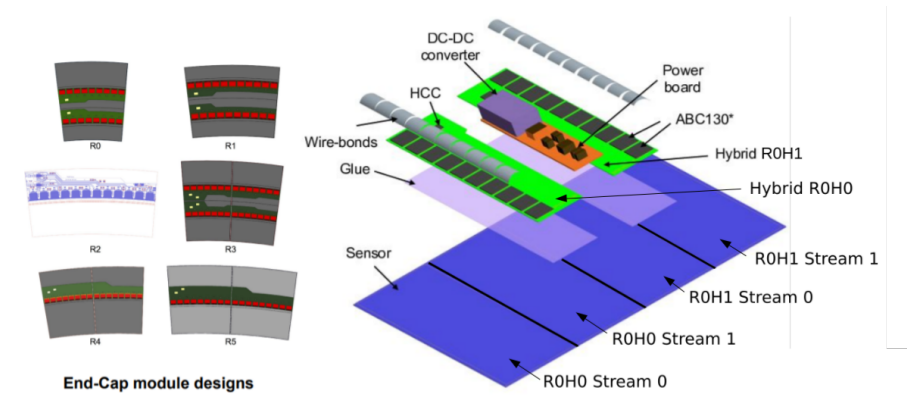 R0
R1
R2
R3
R4
R5
End-Cap module designs
DC-DC
converter
HCC
Wire-bonds
Glue
Sensor
Power
board
ABC130*
Hybrid R0H1
Hybrid R0H0
R0H1 Stream 1
R0H1 Stream 0
R0H0 Stream 1
R0H0 Stream 0